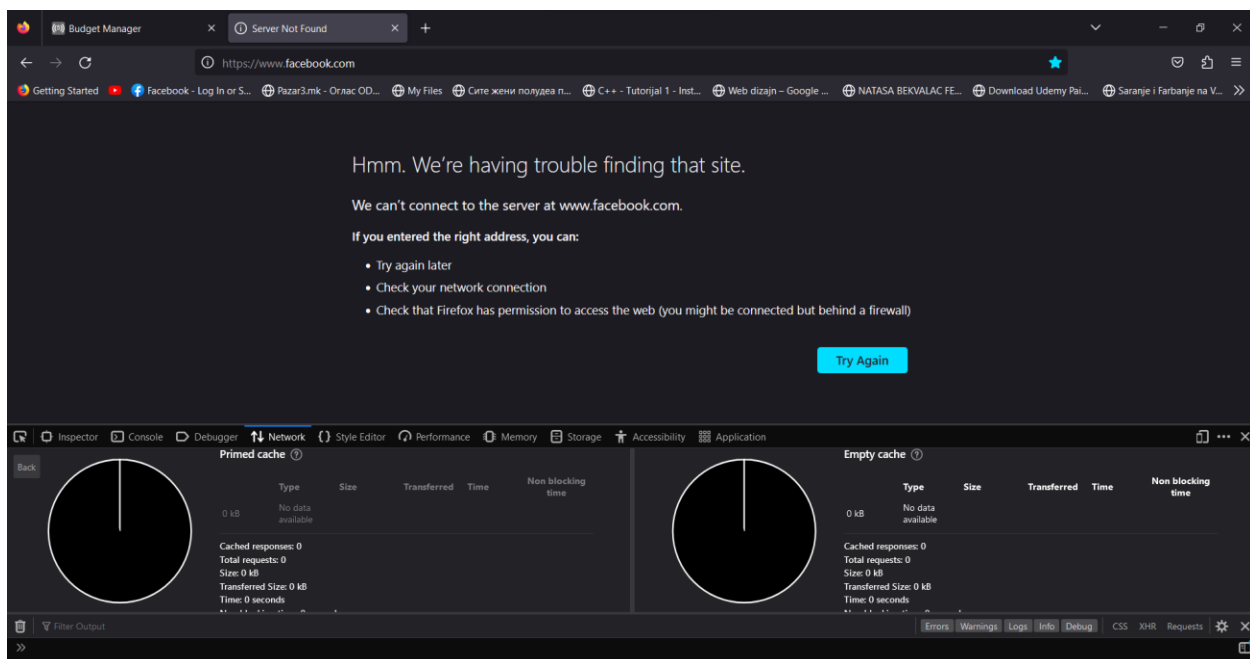 Budget Manager
Server Not Found
https://www.facebook.com
Getting Started Facebook - Log In or S... Pazar3.mk - Оглас OD... My Files Сите жени полудеа п... C++ - Tutorijal 1 - Inst... Web dizajn – Google ... NATASA BEKVALAC FE... Download Udemy Pai... Saranje i Farbanje na V...
Hmm. We're having trouble finding that site.
We can't connect to the server at www.facebook.com.
If you entered the right address, you can:
• Try again later
• Check your network connection
• Check that Firefox has permission to access the web (you might be connected but behind a firewall)
Try Again
Inspector Console Debugger Network Style Editor Performance Memory Storage Accessibility Application
Back
Primed cache
Type Size Transferred Time Non blocking time
0 kB No data available
Cached responses: 0
Total requests: 0
Size: 0 kB
Transferred Size: 0 kB
Time: 0 seconds
Empty cache
Type Size Transferred Time Non blocking time
0 kB No data available
Cached responses: 0
Total requests: 0
Size: 0 kB
Transferred Size: 0 kB
Time: 0 seconds
Filter Output
Errors Warnings Logs Info Debug CSS XHR Requests